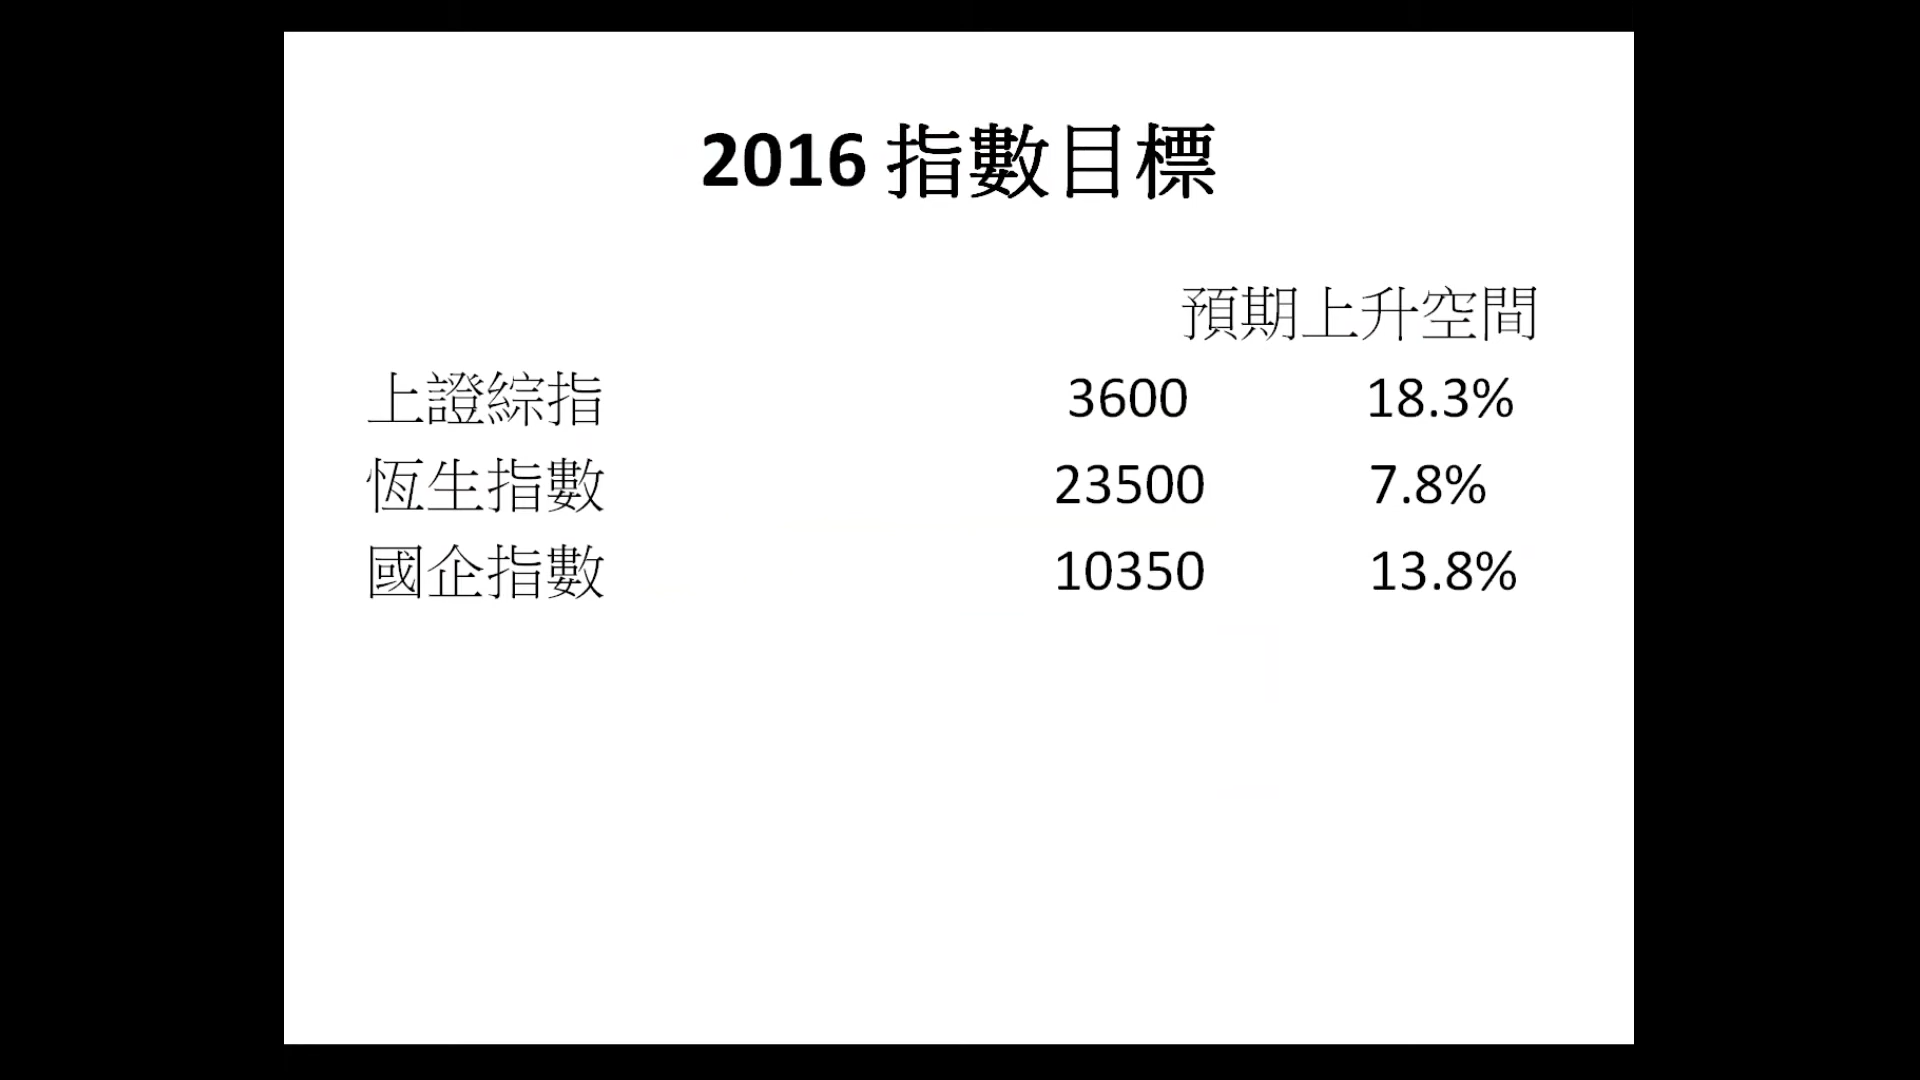 2016 指數目標
預期上升空間
上證綜指 3600 18.3%
恆生指數 23500 7.8%
國企指數 10350 13.8%